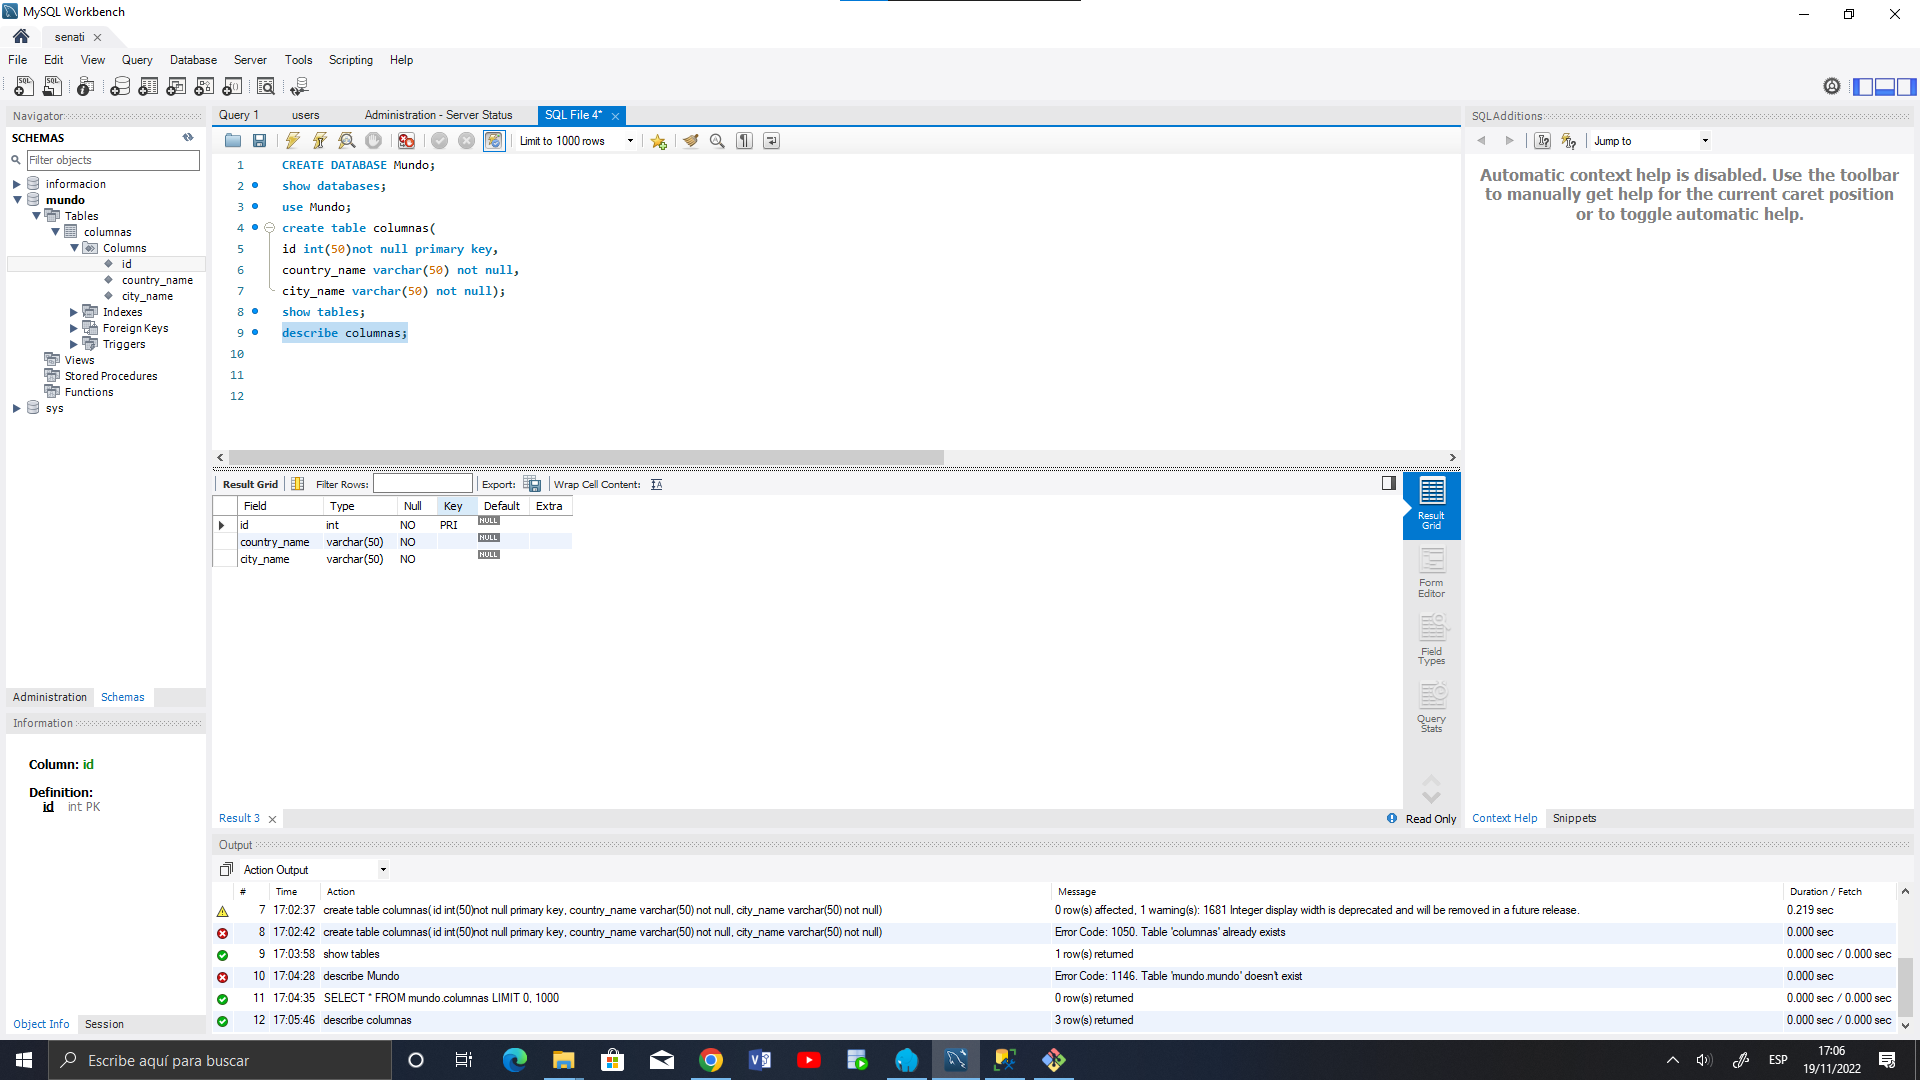 MySQL Workbench
senati
File Edit View Query Database Server Tools Scripting Help
Navigator
SCHEMAS
Filter objects
informacion
mundo
Tables
columnas
Columns
id
country_name
city_name
Indexes
Foreign Keys
Triggers
Views
Stored Procedures
Functions
sys
Administration Schemas
Information
Column: id
Definition:
id int PK
Object Info Session
Query 1 users Administration - Server Status SQL File 4*
Limit to 1000 rows
1 CREATE DATABASE Mundo;
2 show databases;
3 use Mundo;
4 create table columnas(
5 id int(50)not null primary key,
6 country_name varchar(50) not null,
7 city_name varchar(50) not null);
8 show tables;
9 describe columnas;
10
11
12
Result Grid Filter Rows: Export: Wrap Cell Content:
Field Type Null Key Default Extra
id int NO PRI NULL
country_name varchar(50) NO NULL
city_name varchar(50) NO NULL
Result Grid
Form Editor
Field Types
Query Stats
Result 3 Read Only
SQLAdditions
Jump to
Automatic context help is disabled. Use the toolbar
to manually get help for the current caret position
or to toggle automatic help.
Context Help Snippets
Output
Action Output
# Time Action Message Duration / Fetch
7 17:02:37 create table columnas( id int(50)not null primary key, country_name varchar(50) not null, city_name varchar(50) not null) 0 row(s) affected, 1 warning(s): 1681 Integer display width is deprecated and will be removed in a future release. 0.219 sec
8 17:02:42 create table columnas( id int(50)not null primary key, country_name varchar(50) not null, city_name varchar(50) not null) Error Code: 1050. Table 'columnas' already exists 0.000 sec
9 17:03:58 show tables 1 row(s) returned 0.000 sec / 0.000 sec
10 17:04:28 describe Mundo Error Code: 1146. Table 'mundo.mundo' doesn't exist 0.000 sec
11 17:04:35 SELECT * FROM mundo.columnas LIMIT 0, 1000 0 row(s) returned 0.000 sec / 0.000 sec
12 17:05:46 describe columnas 3 row(s) returned 0.000 sec / 0.000 sec
Escribe aquí para buscar
ESP
17:06
19/11/2022